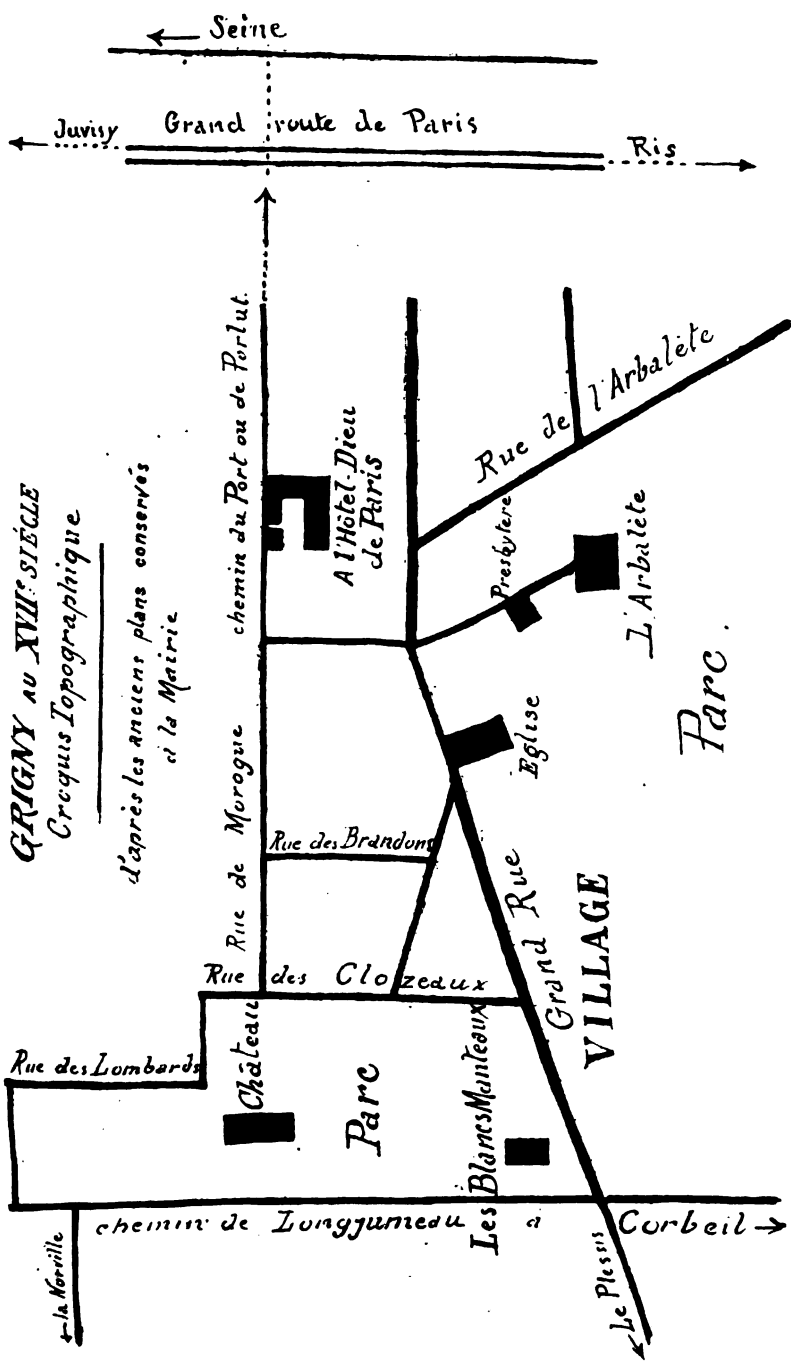 GRIGNY AU XVIIe SIÈCLE
Croquis Topographique
d'après les anciens plans conservés
à la Mairie
Seine
Juvisy
Grand route de Paris
Ris
chemin du Port ou de Portut.
A l'Hôtel-Dieu
de Paris
Rue de l'Arbalète
Presbytère
L'Arbalète
Parc.
Eglise
Rue de Morogue
Rue des Brandons
Grand Rue
VILLAGE
Rue des Clozeaux
Rue des Lombards
Château
Parc
Les Blancs Manteaux
chemin de Longjumeau à Corbeil
la Norville
Le Plessis